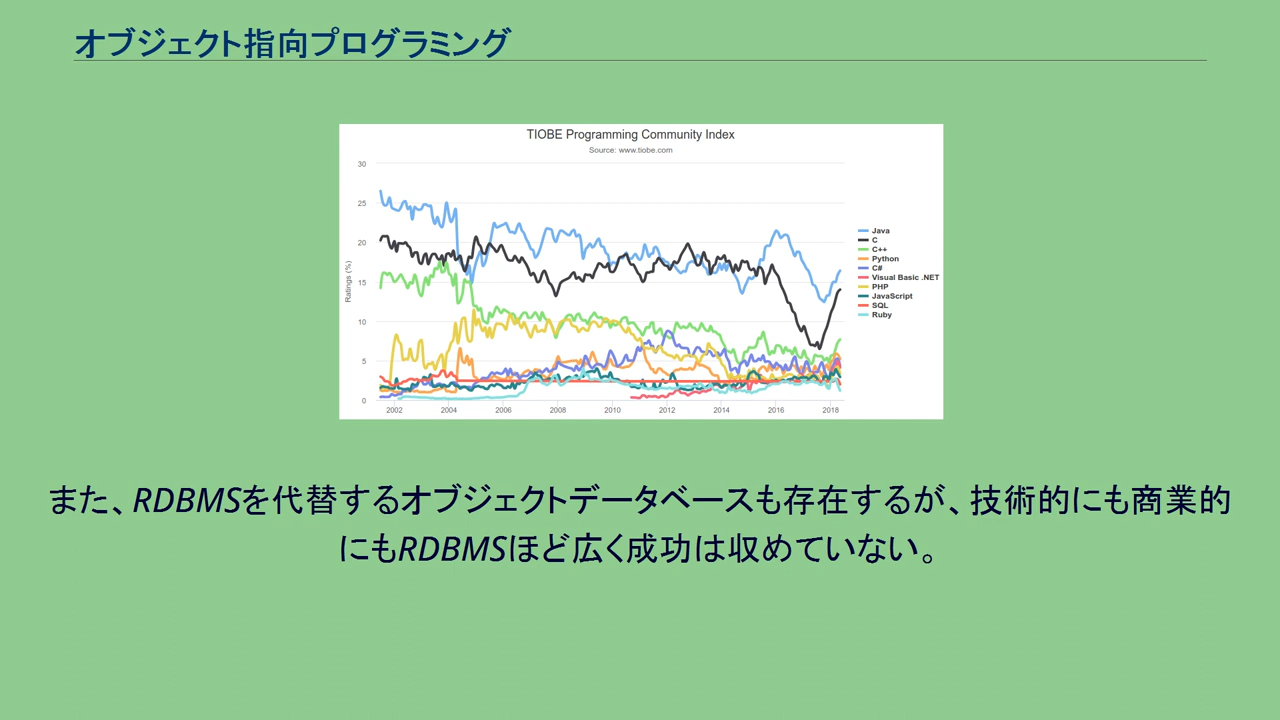 オブジェクト指向プログラミング
TIOBE Programming Community Index
Source: www.tiobe.com
Ratings (%)
30
25
20
15
10
5
0
2002 2004 2006 2008 2010 2012 2014 2016 2018
Java
C
C++
Python
C#
Visual Basic .NET
PHP
JavaScript
SQL
Ruby
また、RDBMSを代替するオブジェクトデータベースも存在するが、技術的にも商業的
にもRDBMSほど広く成功は収めていない。